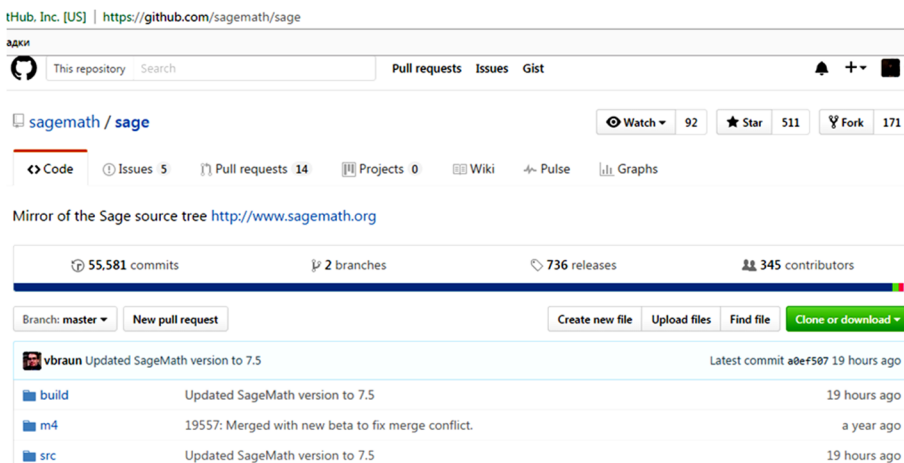 tHub, Inc. [US] | https://github.com/sagemath/sage
адки
This repository Search Pull requests Issues Gist
sagemath / sage Watch 92 Star 511 Fork 171
Code Issues 5 Pull requests 14 Projects 0 Wiki Pulse Graphs
Mirror of the Sage source tree http://www.sagemath.org
55,581 commits 2 branches 736 releases 345 contributors
Branch: master New pull request Create new file Upload files Find file Clone or download
vbraun Updated SageMath version to 7.5 Latest commit a0ef507 19 hours ago
build Updated SageMath version to 7.5 19 hours ago
m4 19557: Merged with new beta to fix merge conflict. a year ago
src Updated SageMath version to 7.5 19 hours ago